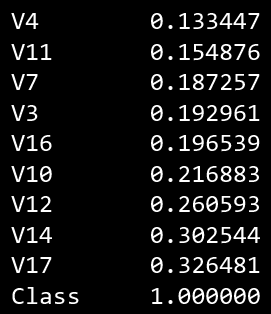 V4 0.133447
V11 0.154876
V7 0.187257
V3 0.192961
V16 0.196539
V10 0.216883
V12 0.260593
V14 0.302544
V17 0.326481
Class 1.000000